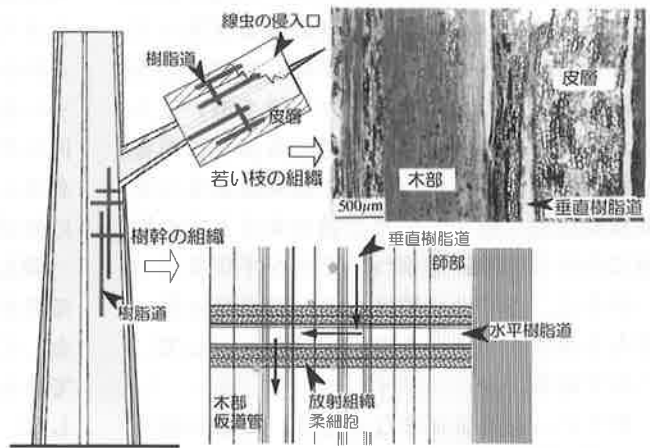 線虫の侵入口
樹脂道
皮層
若い枝の組織
皮層
木部
500μm
垂直樹脂道
樹幹の組織
樹脂道
垂直樹脂道
師部
水平樹脂道
木部
仮道管
放射組織
柔細胞